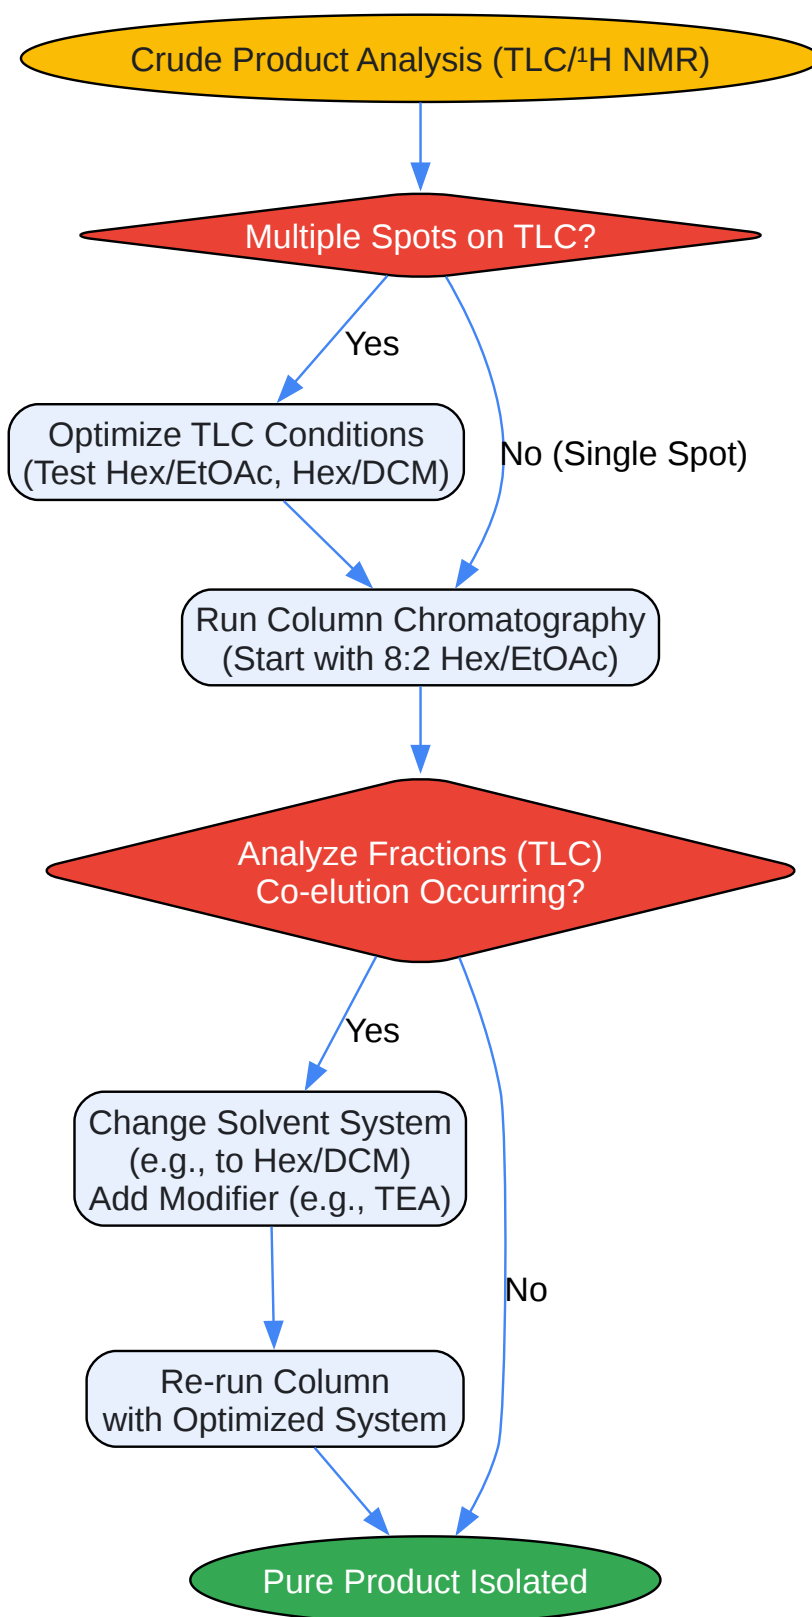 Crude Product Analysis (TLC/¹H NMR)
Multiple Spots on TLC?
Yes
Optimize TLC Conditions
(Test Hex/EtOAc, Hex/DCM)
No (Single Spot)
Run Column Chromatography
(Start with 8:2 Hex/EtOAc)
Analyze Fractions (TLC)
Co-elution Occurring?
Yes
Change Solvent System
(e.g., to Hex/DCM)
Add Modifier (e.g., TEA)
No
Re-run Column
with Optimized System
Pure Product Isolated